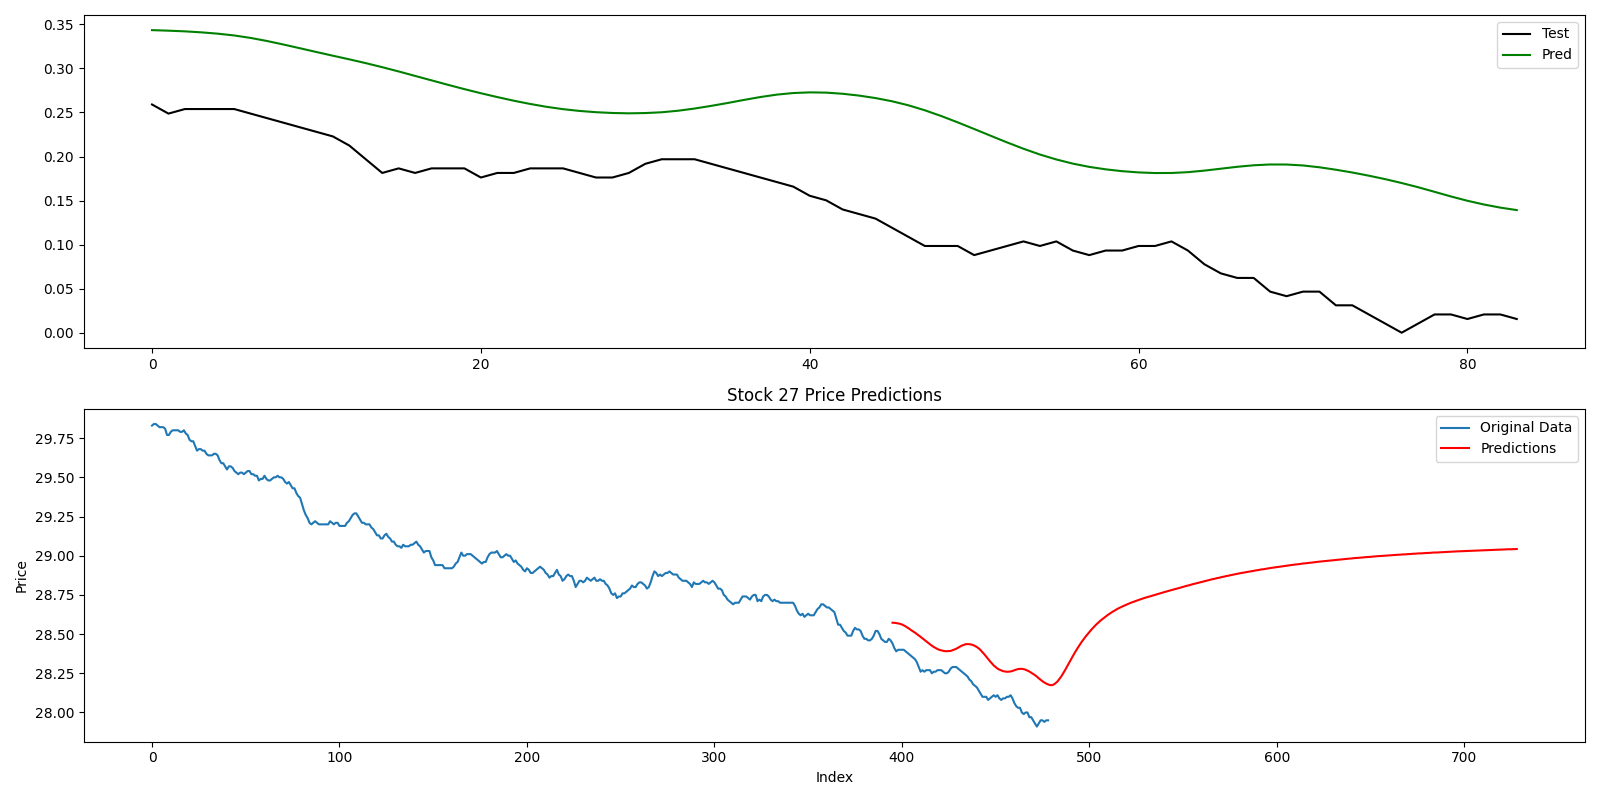 0.35
0.30
0.25
0.20
0.15
0.10
0.05
0.00
Test
Pred
0 20 40 60 80
Stock 27 Price Predictions
29.75
29.50
29.25
29.00
28.75
28.50
28.25
28.00
Price
Original Data
Predictions
0 100 200 300 400 500 600 700
Index